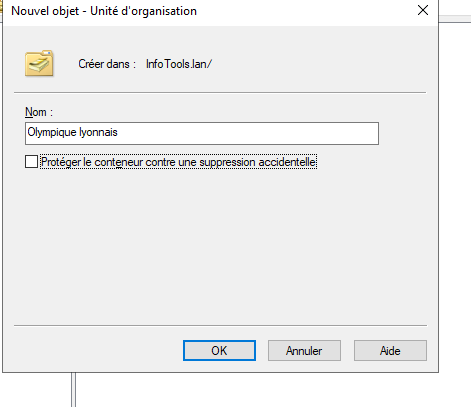 Nouvel objet - Unité d'organisation
Créer dans : InfoTools.lan/
Nom :
Olympique lyonnais
Protéger le conteneur contre une suppression accidentelle
OK Annuler Aide